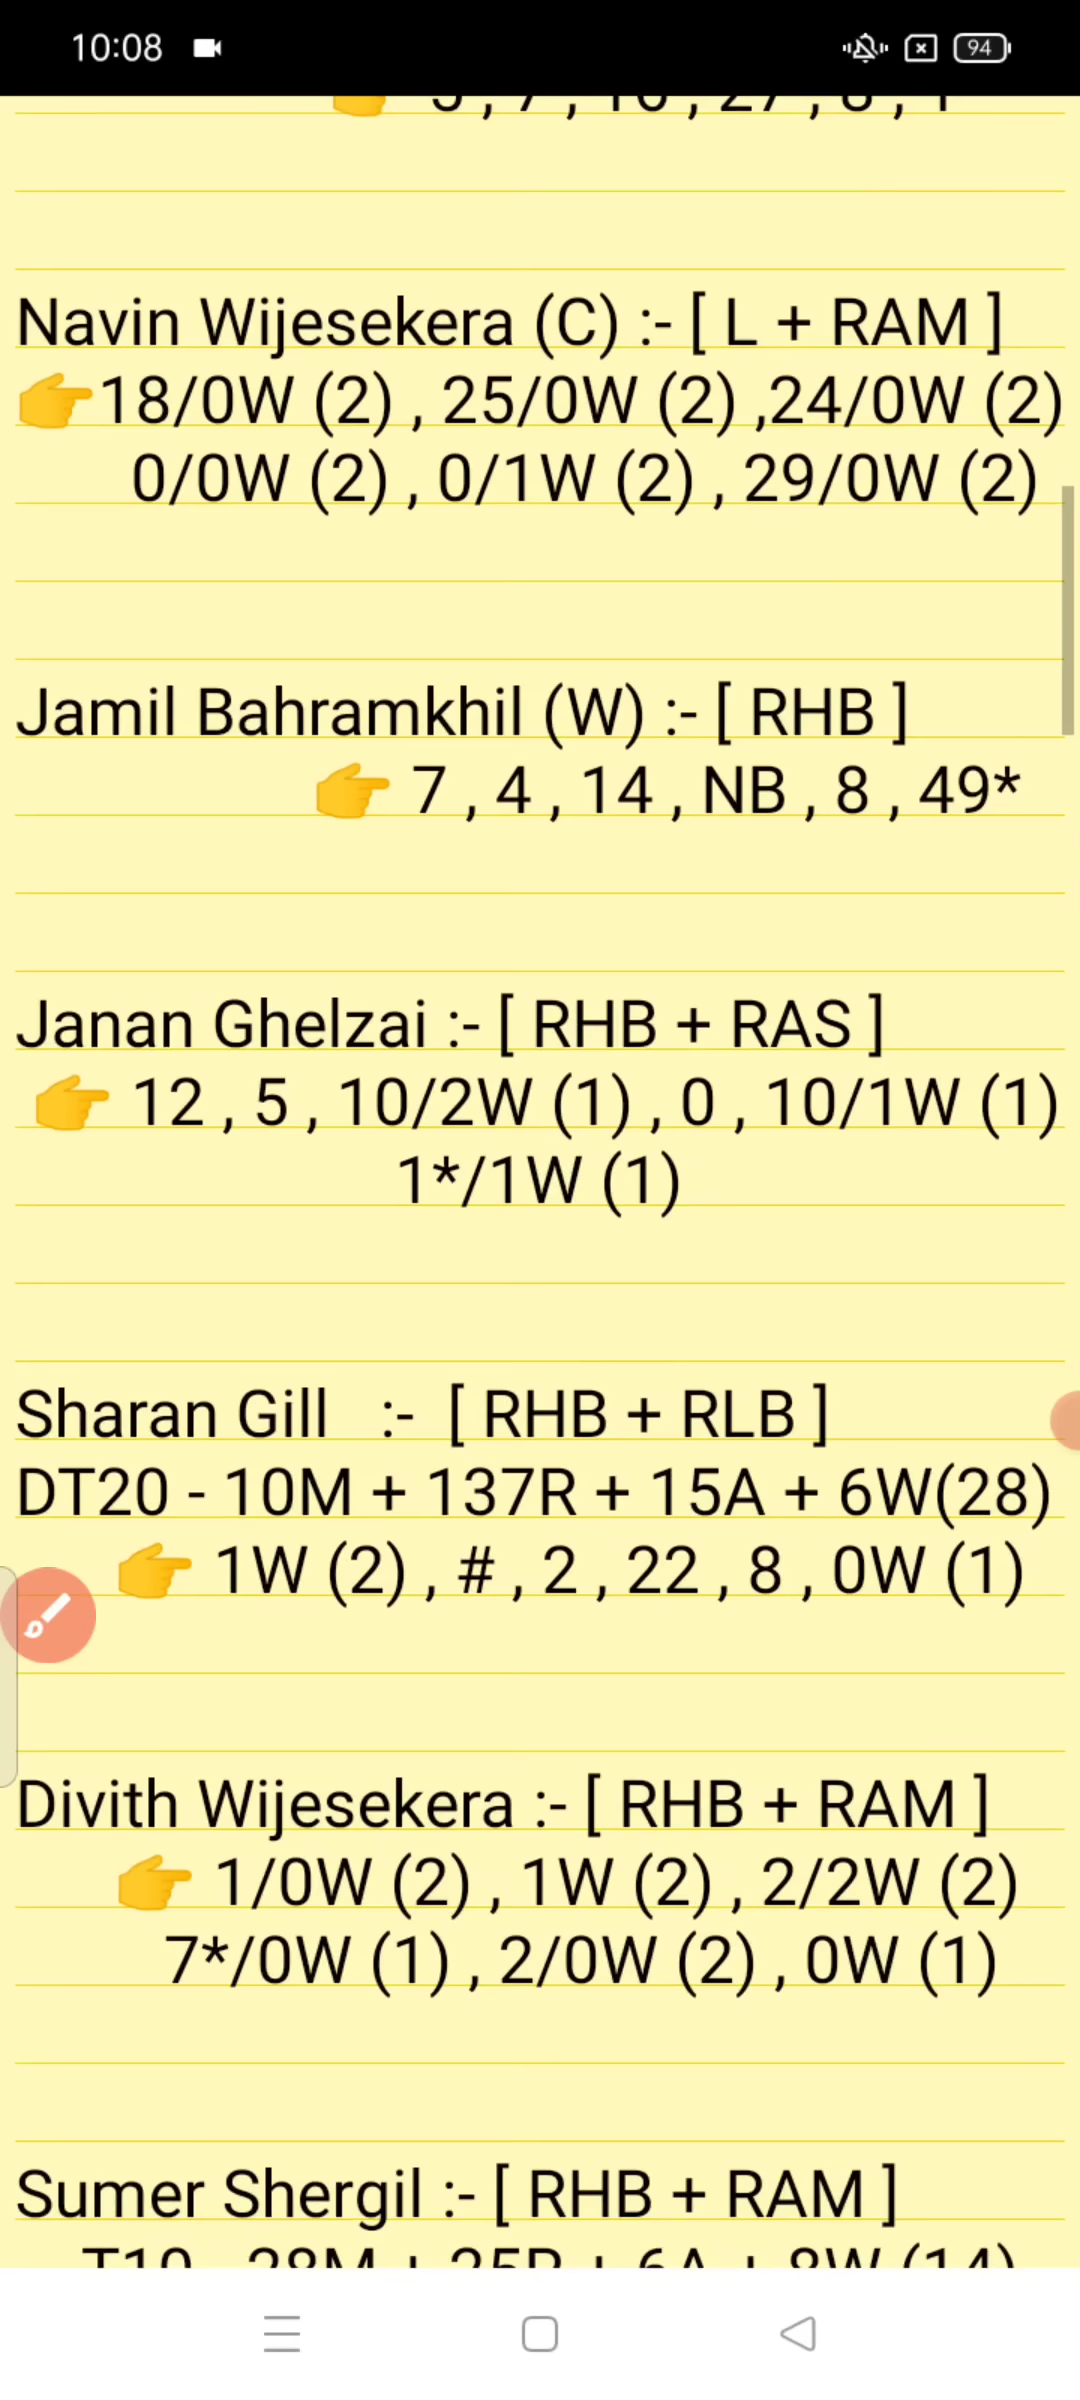 10:08
94
Navin Wijesekera (C) :- [ L + RAM ]
👉18/0W (2) , 25/0W (2) ,24/0W (2)
0/0W (2) , 0/1W (2) , 29/0W (2)
Jamil Bahramkhil (W) :- [ RHB ]
👉 7 , 4 , 14 , NB , 8 , 49*
Janan Ghelzai :- [ RHB + RAS ]
👉 12 , 5 , 10/2W (1) , 0 , 10/1W (1)
1*/1W (1)
Sharan Gill :- [ RHB + RLB ]
DT20 - 10M + 137R + 15A + 6W(28)
👉 1W (2) , # , 2 , 22 , 8 , 0W (1)
Divith Wijesekera :- [ RHB + RAM ]
👉 1/0W (2) , 1W (2) , 2/2W (2)
7*/0W (1) , 2/0W (2) , 0W (1)
Sumer Shergil :- [ RHB + RAM ]